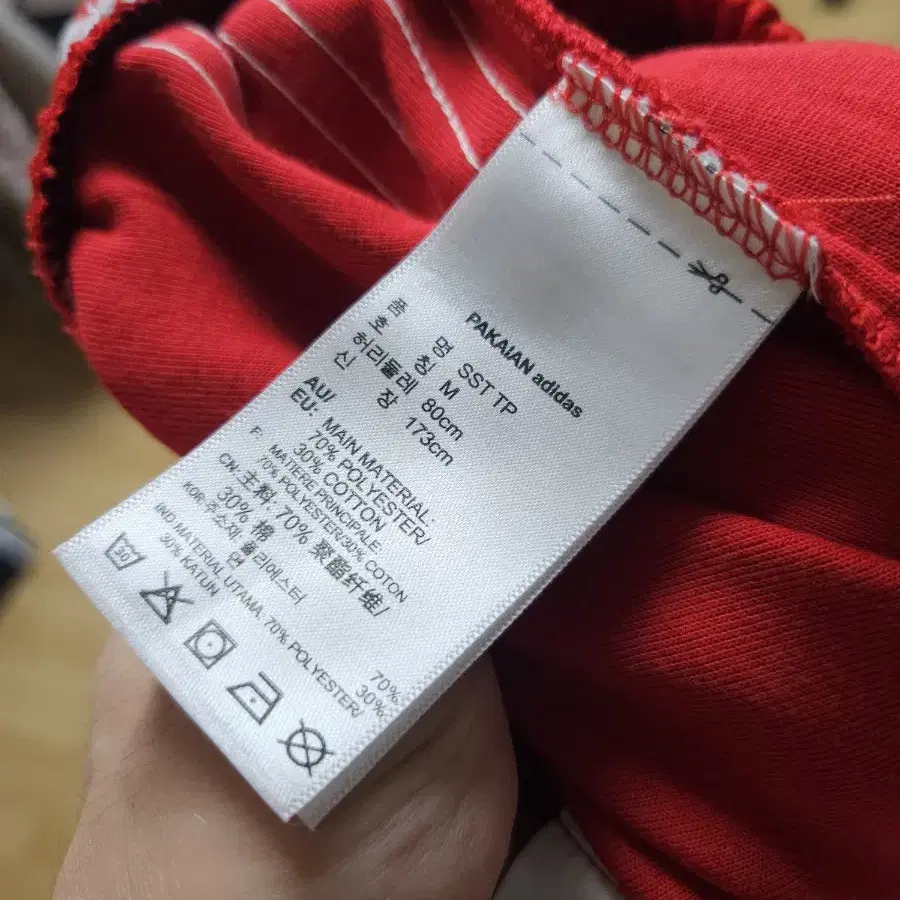 PAKAIAN adidas
품 명 SST TP
호 칭 M
허리둘레 80cm
신 장 173cm
AU/
EU: MAIN MATERIAL:
70% POLYESTER/
30% COTTON
F: MATIERE PRINCIPALE:
70% POLYESTER/30% COTON
CN: 主料: 70% 聚酯纤维/
30% 棉
KOR: 주소재 폴리에스터 70%
면 30%
IND: MATERIAL UTAMA: 70% POLYESTER/
30% KATUN
30